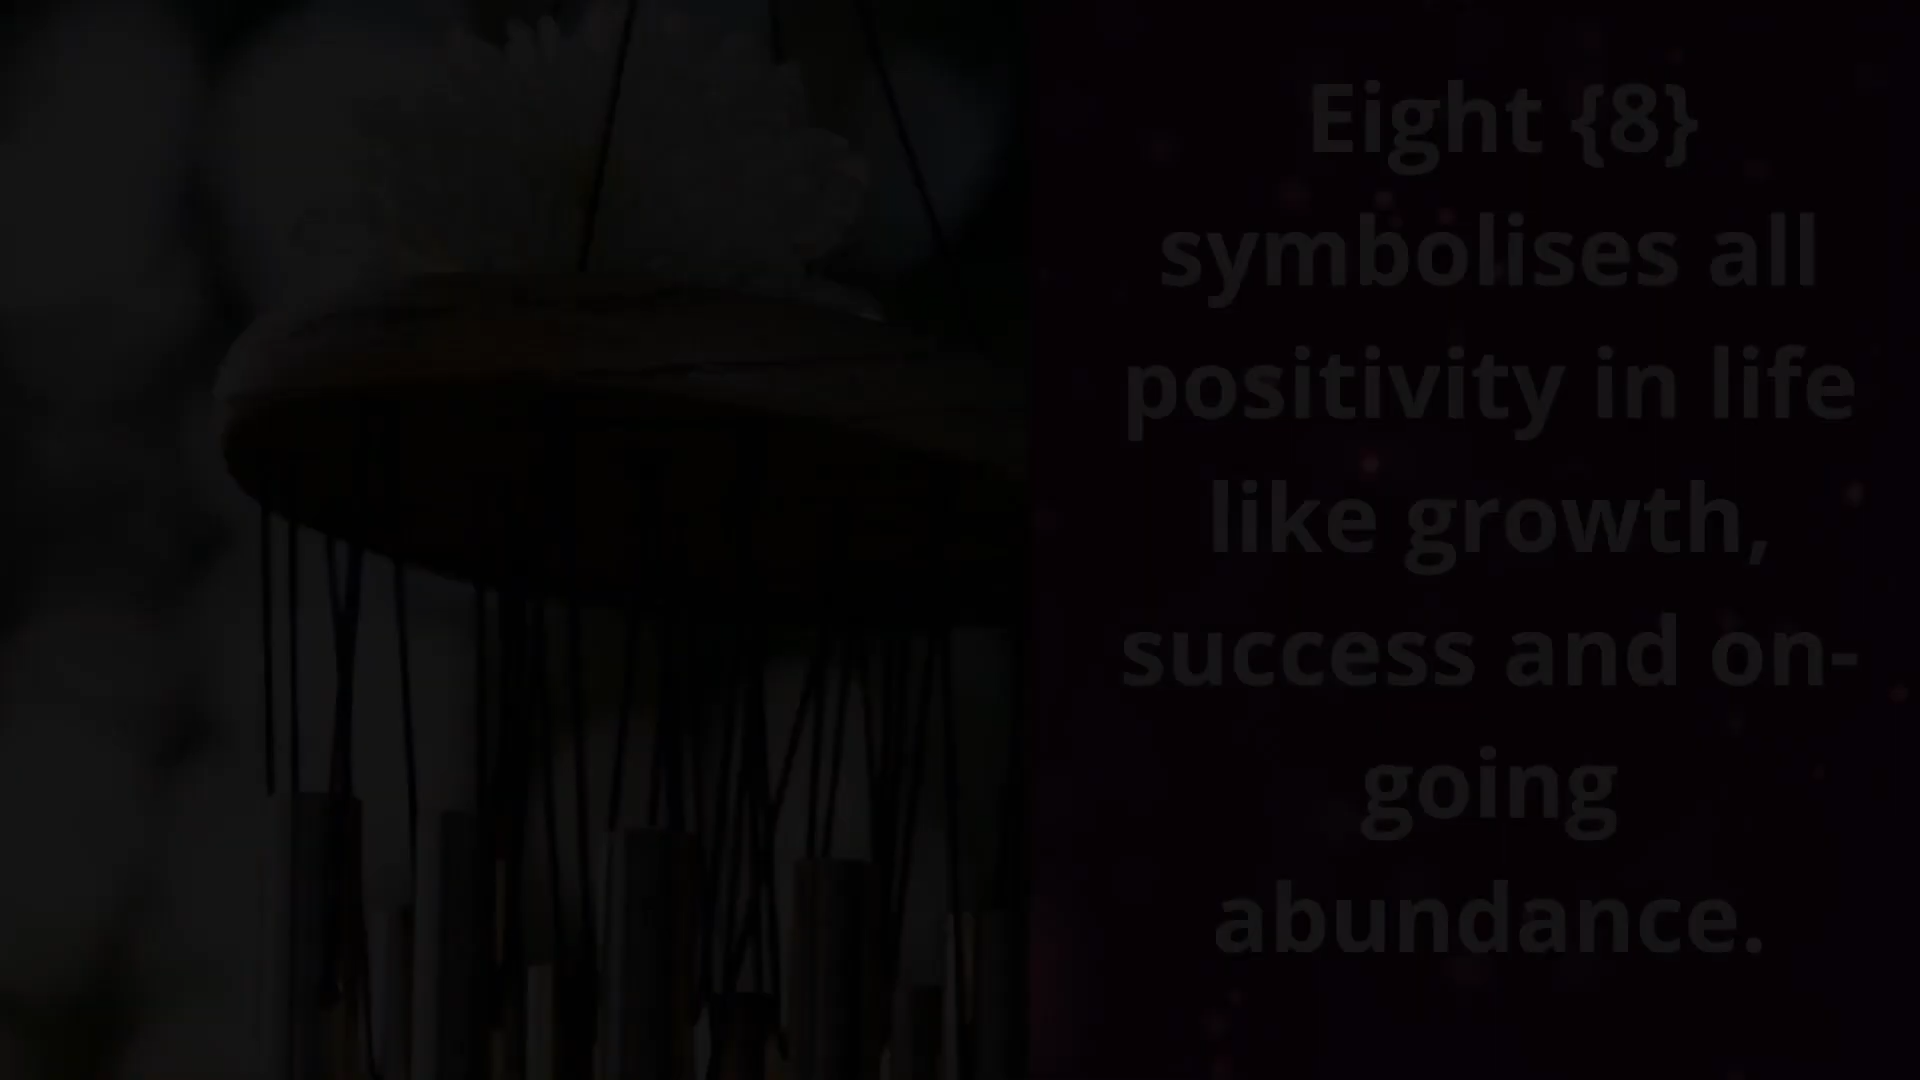 Eight {8}
symbolises all
positivity in life
like growth,
success and on-
going
abundance.